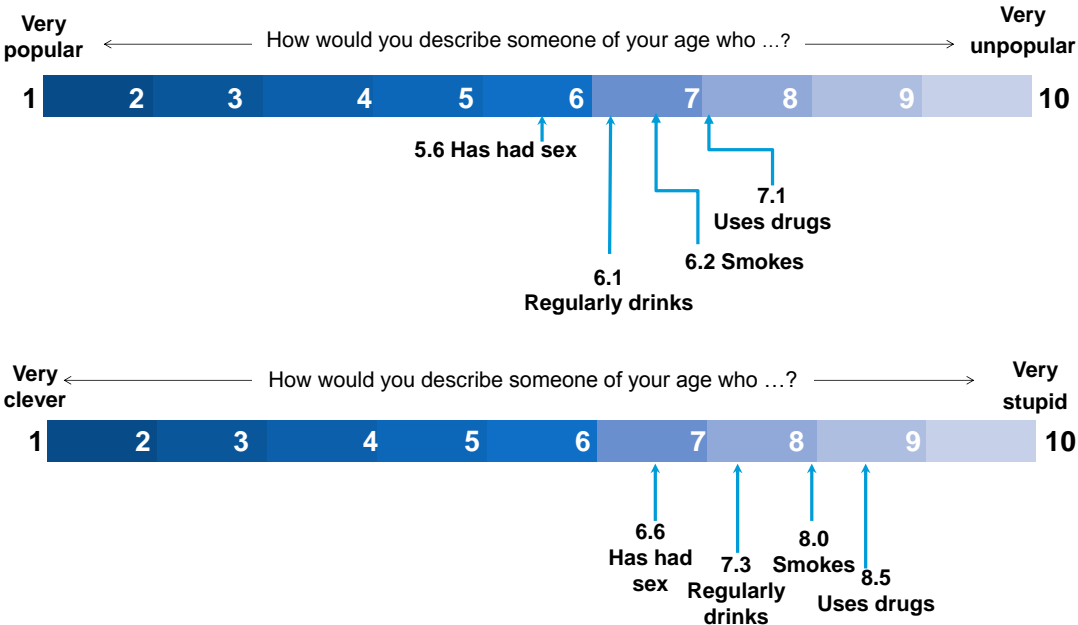 Very
popular
How would you describe someone of your age who …?
Very
unpopular
1 2 3 4 5 6 7 8 9 10
5.6 Has had sex
7.1
Uses drugs
6.2 Smokes
6.1
Regularly drinks
Very
clever
How would you describe someone of your age who …?
Very
stupid
1 2 3 4 5 6 7 8 9 10
6.6
Has had
sex
7.3
Regularly
drinks
8.0
Smokes
8.5
Uses drugs